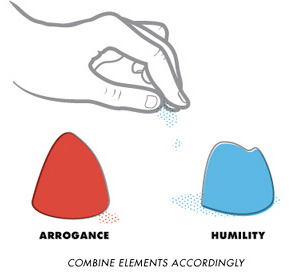 ARROGANCE HUMILITY
COMBINE ELEMENTS ACCORDINGLY